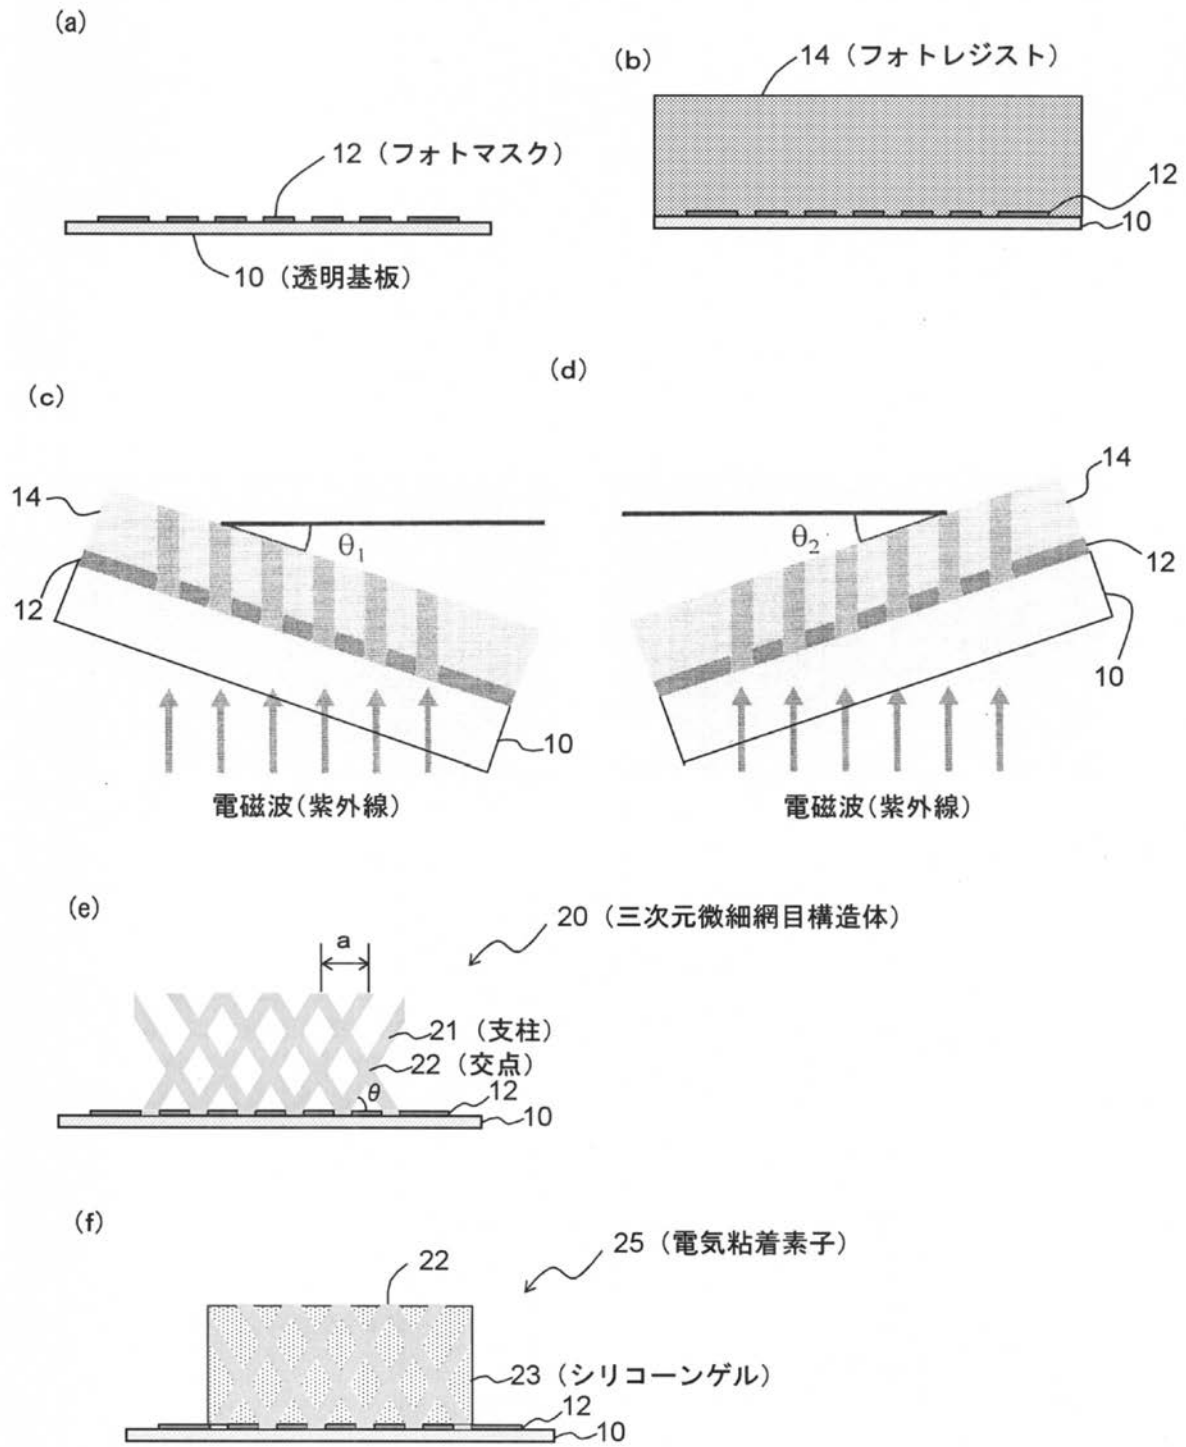 (a)
12（フォトマスク）
10（透明基板）
(b)
14（フォトレジスト）
12
10
(c)
14
θ1
12
10
電磁波（紫外線）
(d)
14
θ2
12
10
電磁波（紫外線）
(e)
20（三次元微細網目構造体）
a
21（支柱）
22（交点）
θ
12
10
(f)
25（電気粘着素子）
22
23（シリコーンゲル）
12
10